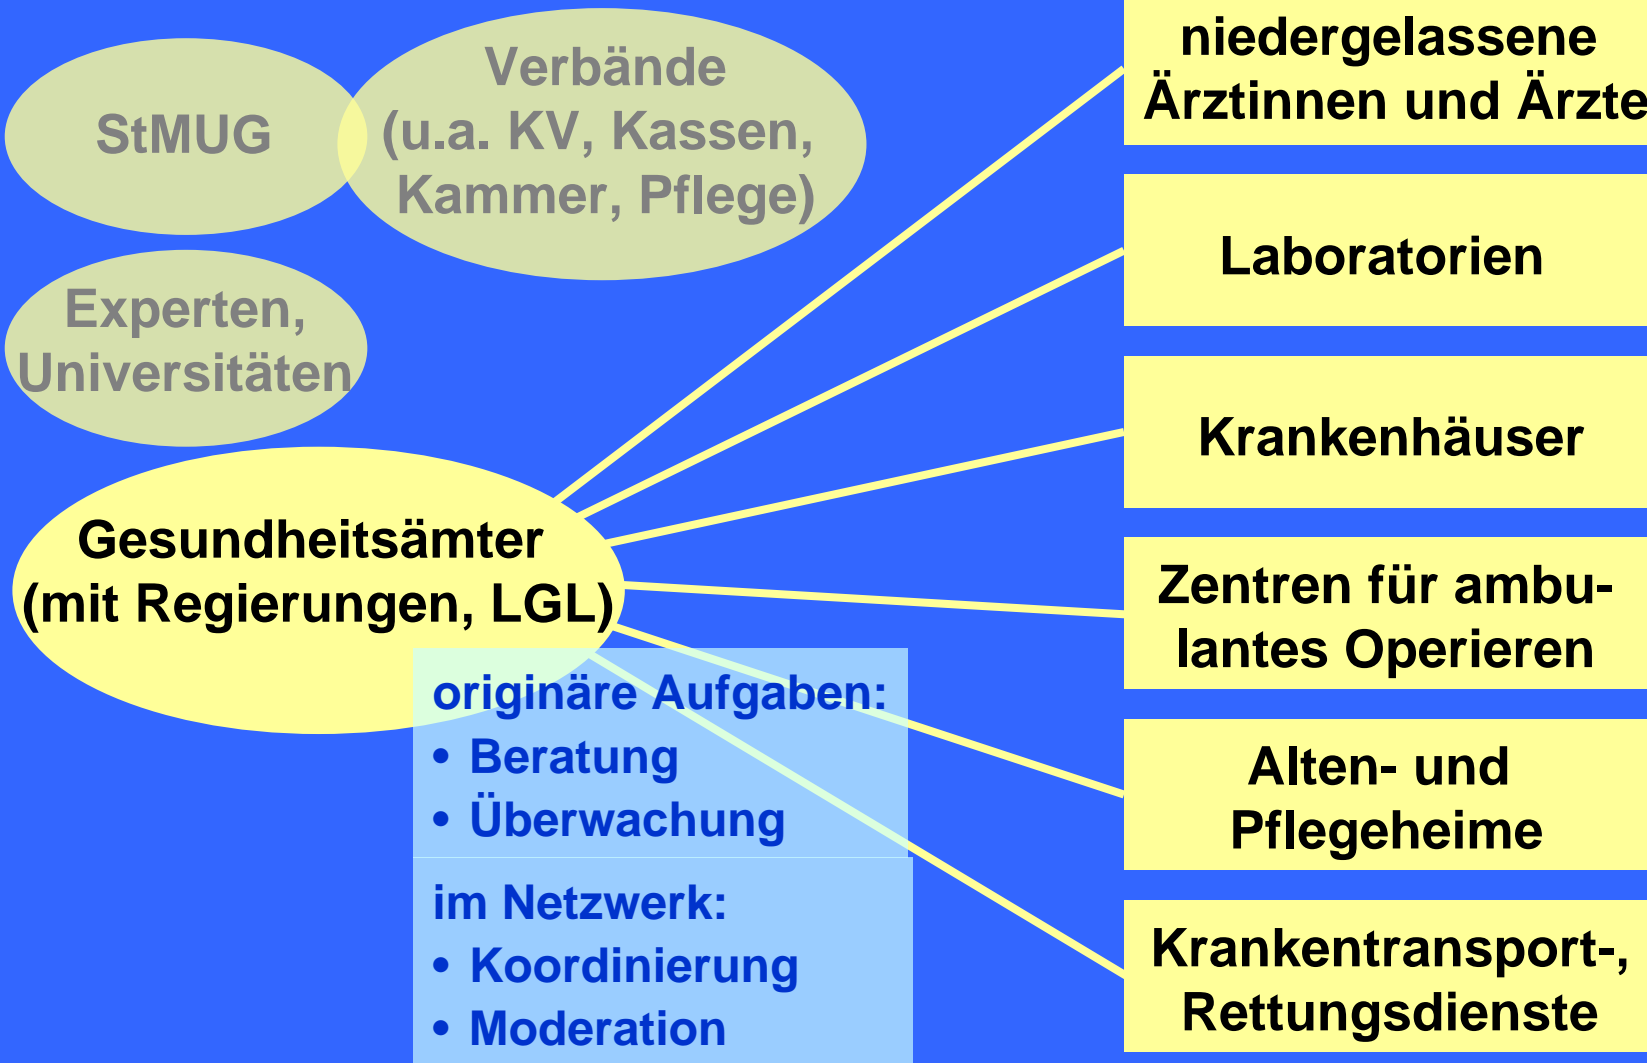 StMUG
Verbände
(u.a. KV, Kassen,
Kammer, Pflege)
Experten,
Universitäten
Gesundheitsämter
(mit Regierungen, LGL)
originäre Aufgaben:
• Beratung
• Überwachung
im Netzwerk:
• Koordinierung
• Moderation
niedergelassene
Ärztinnen und Ärzte
Laboratorien
Krankenhäuser
Zentren für ambu-
lantes Operieren
Alten- und
Pflegeheime
Krankentransport-,
Rettungsdienste